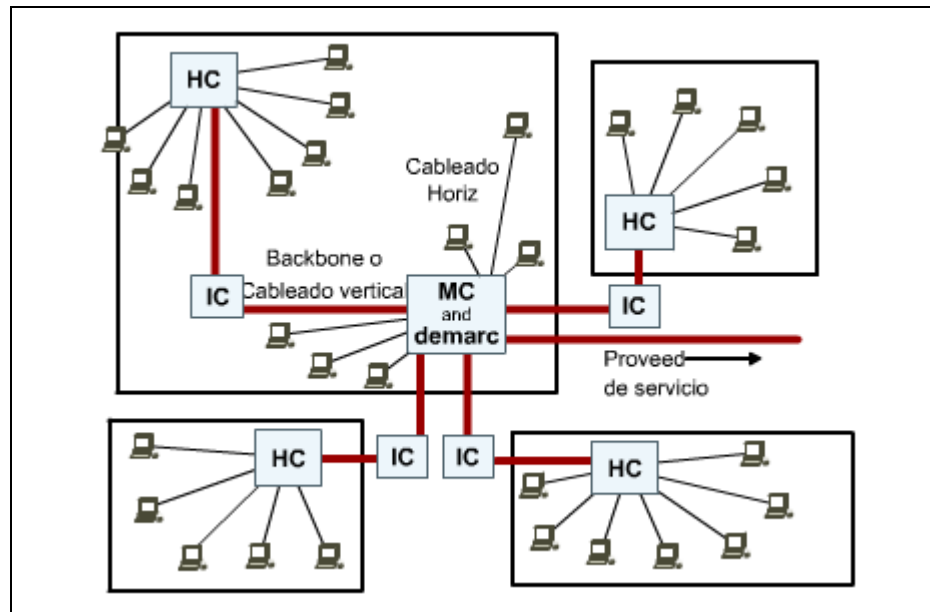 HC
Cableado
Horiz
HC
Backbone o
Cableado vertical
IC
MC
and
demarc
IC
Proveed
de servicio
HC
IC
IC
HC